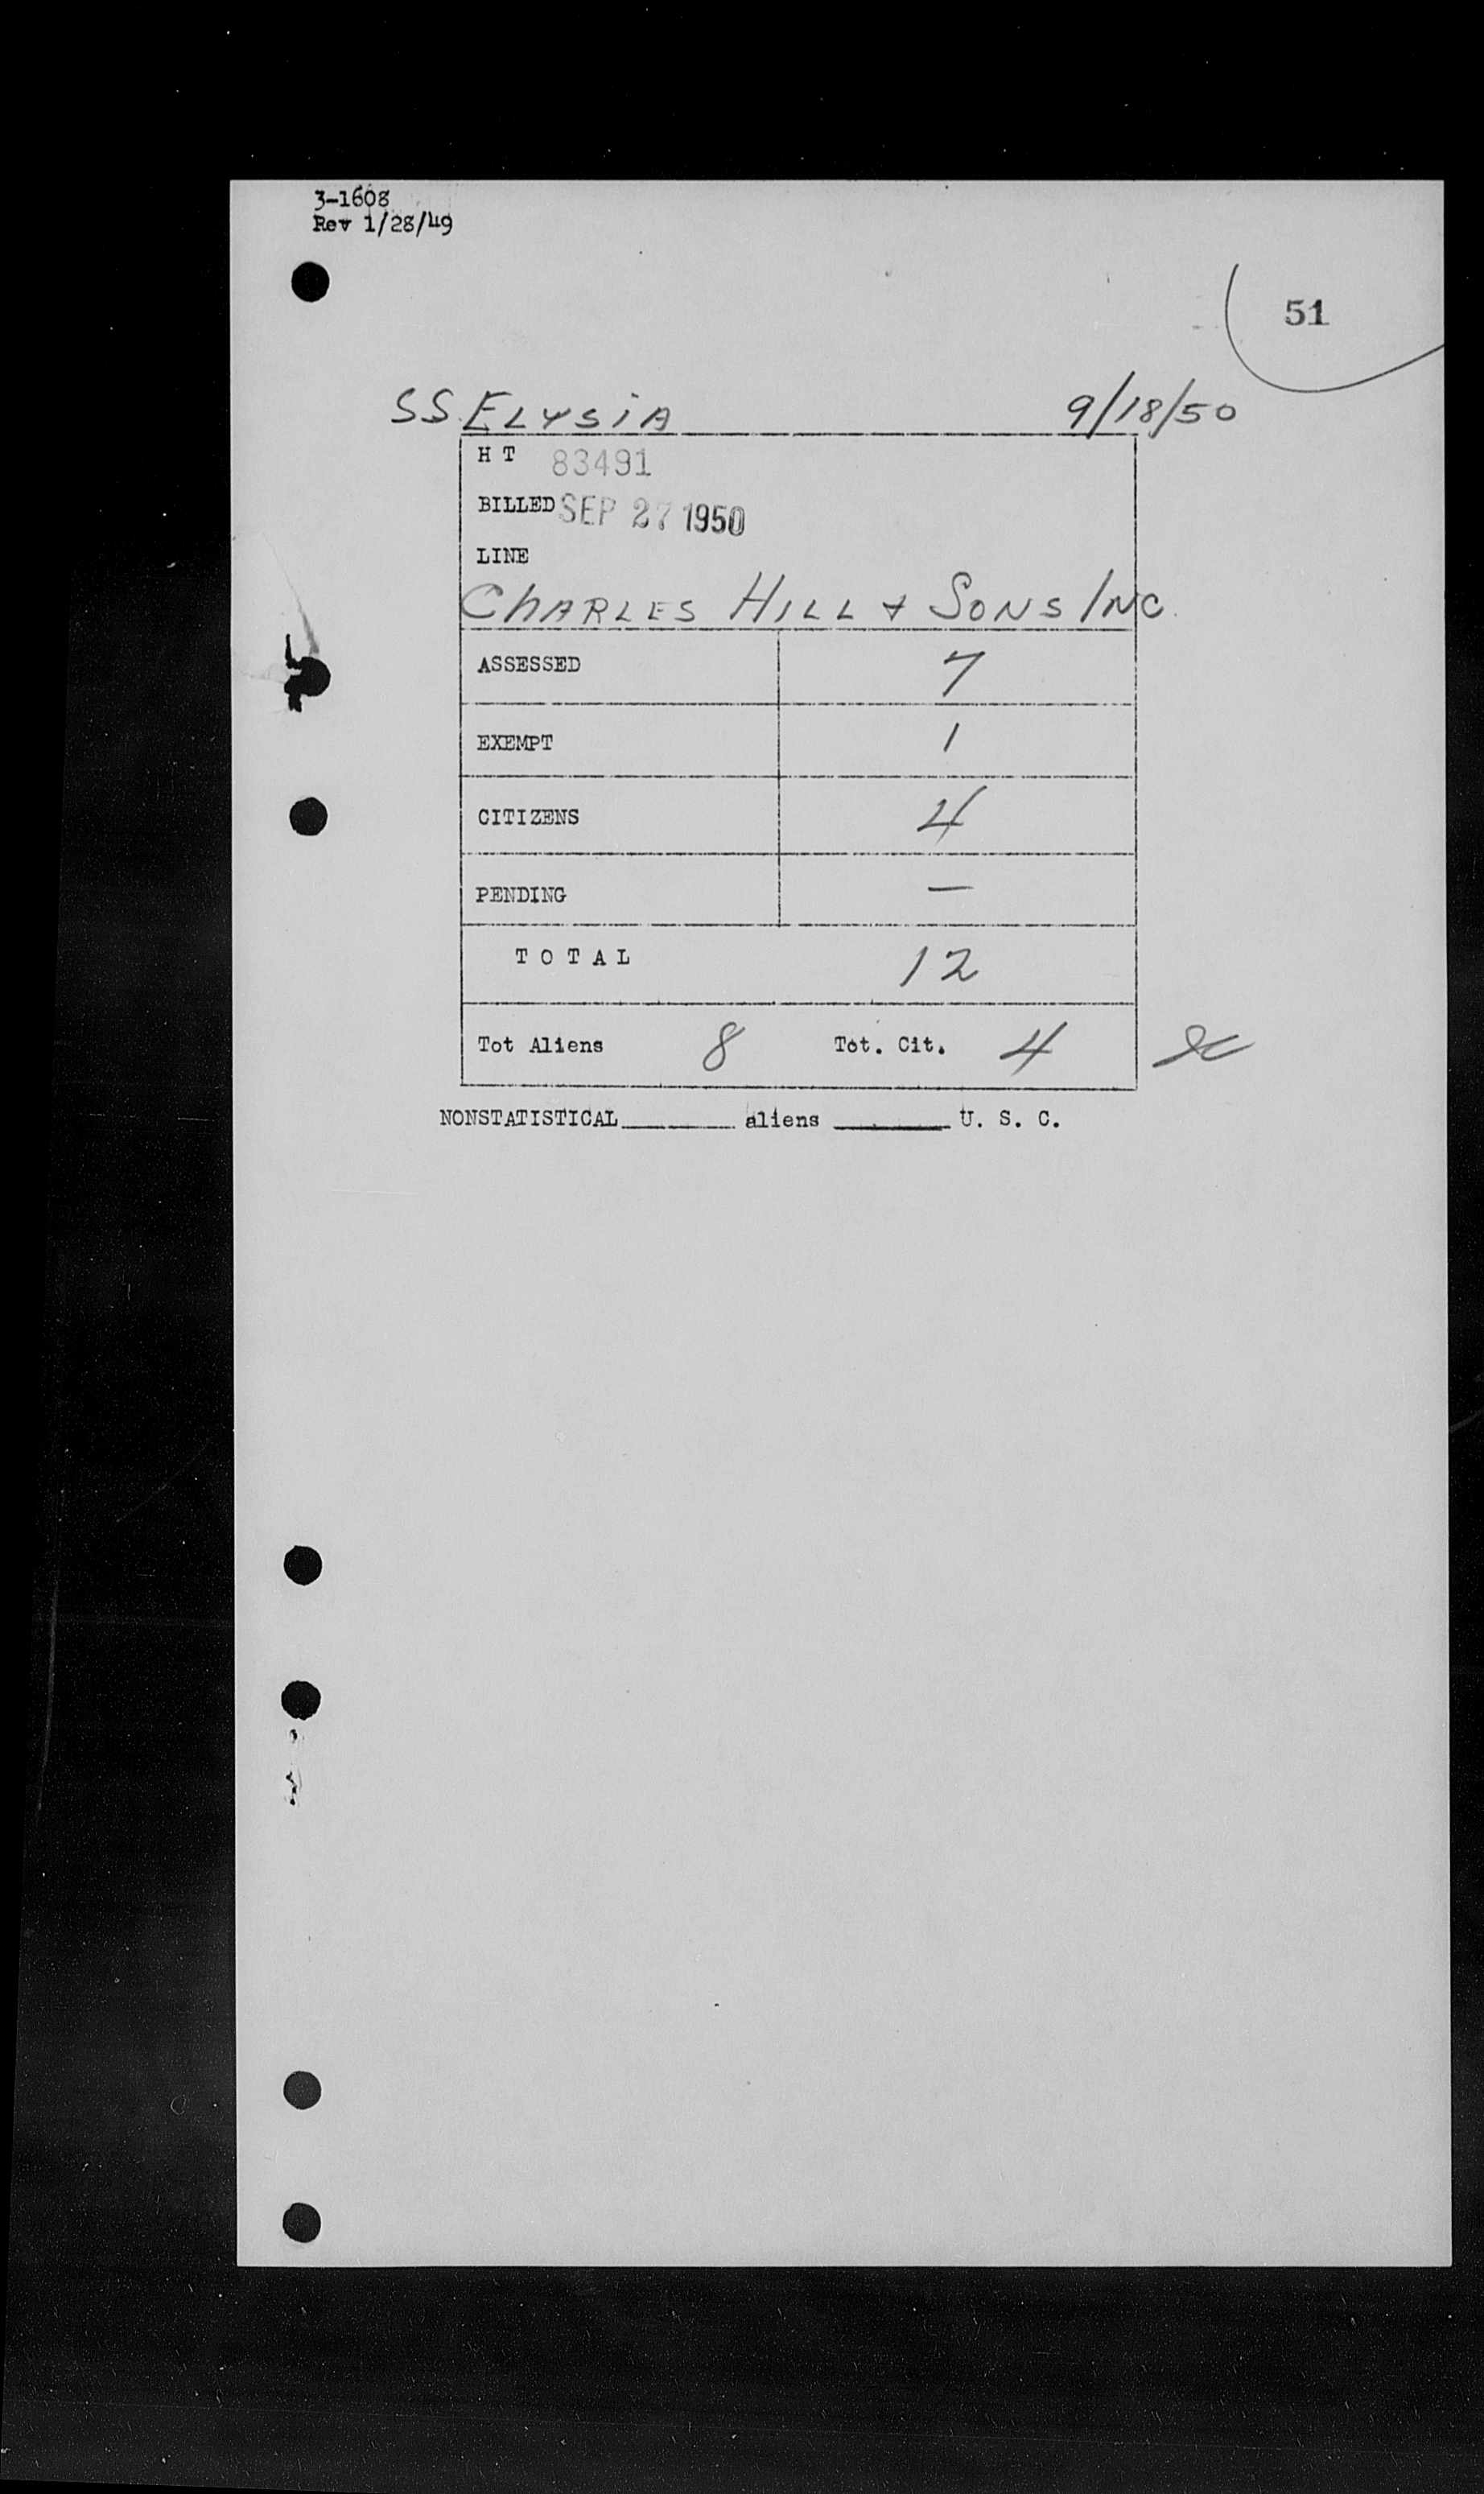 3-1608
Rev 1/28/49
51
SS ELYSIA 9/18/50
H T 83491
BILLED SEP 27 1950
LINE
CHARLES HILL & SONS INC.
ASSESSED 7
EXEMPT 1
CITIZENS 4
PENDING —
TOTAL 12
Tot Aliens 8 Tot. Cit. 4
NONSTATISTICAL______ aliens ______ U. S. C.